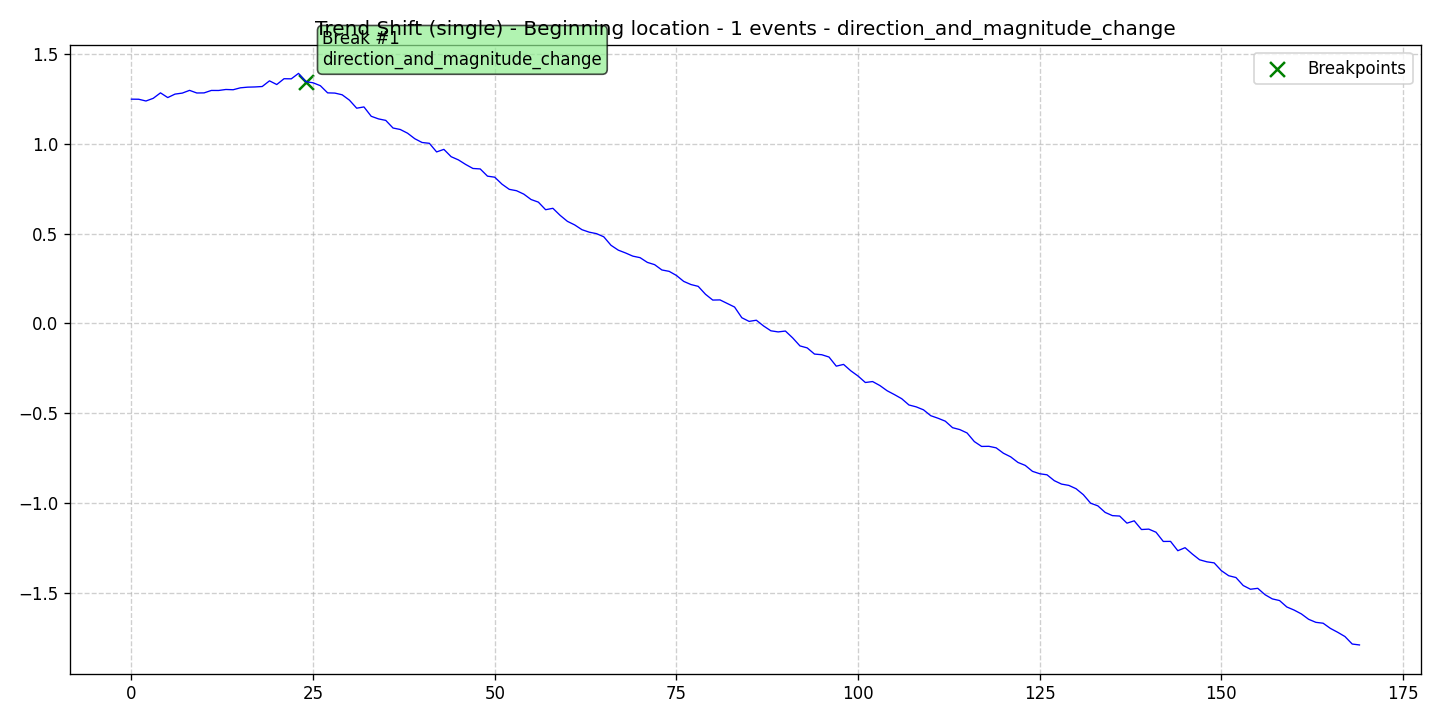 Trend Shift (single) - Beginning location - 1 events - direction_and_magnitude_change
Break #1
direction_and_magnitude_change
Breakpoints
1.5
1.0
0.5
0.0
−0.5
−1.0
−1.5
0 25 50 75 100 125 150 175